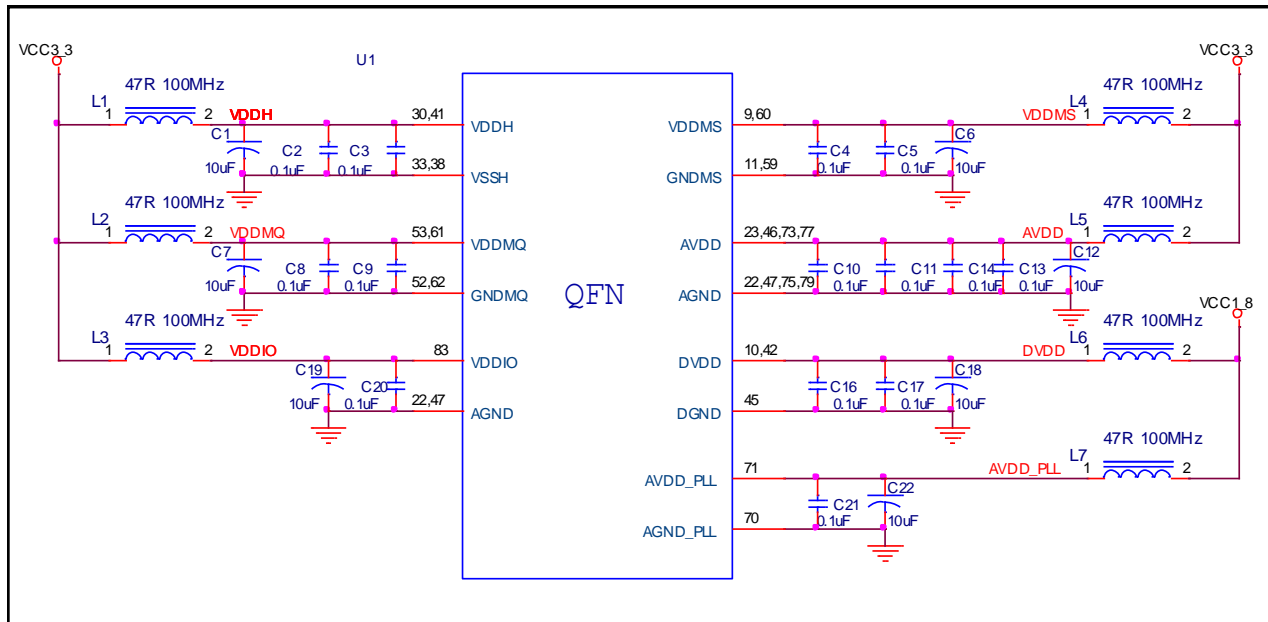 VCC3_3
U1
VCC3_3
47R 100MHz
L1
1
2
VDDH
30,41
VDDH
C1
10uF
C2
0.1uF
C3
0.1uF
33,38
VSSH
47R 100MHz
L2
1
2
VDDMQ
53,61
VDDMQ
C7
10uF
C8
0.1uF
C9
0.1uF
52,62
GNDMQ
47R 100MHz
L3
1
2
VDDIO
83
VDDIO
C19
10uF
C20
0.1uF
22,47
AGND
QFN
47R 100MHz
L4
1
2
VDDMS
9,60
VDDMS
C4
0.1uF
C5
0.1uF
C6
10uF
11,59
GNDMS
47R 100MHz
L5
1
2
AVDD
23,46,73,77
AVDD
C10
0.1uF
C11
0.1uF
C14
0.1uF
C13
0.1uF
C12
10uF
22,47,75,79
AGND
VCC1_8
47R 100MHz
L6
1
2
DVDD
10,42
DVDD
C16
0.1uF
C17
0.1uF
C18
10uF
45
DGND
47R 100MHz
L7
1
2
AVDD_PLL
71
AVDD_PLL
C21
0.1uF
C22
10uF
70
AGND_PLL